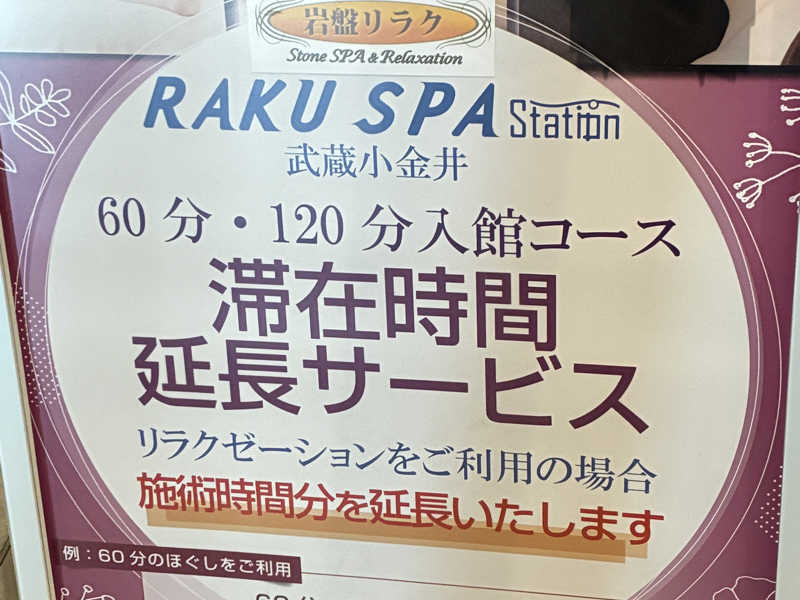 岩盤リラク
Stone SPA & Relaxation
RAKU SPA Station
武蔵小金井
60分・120分入館コース
滞在時間
延長サービス
リラクゼーションをご利用の場合
施術時間分を延長いたします
例：60分のほぐしをご利用
60分